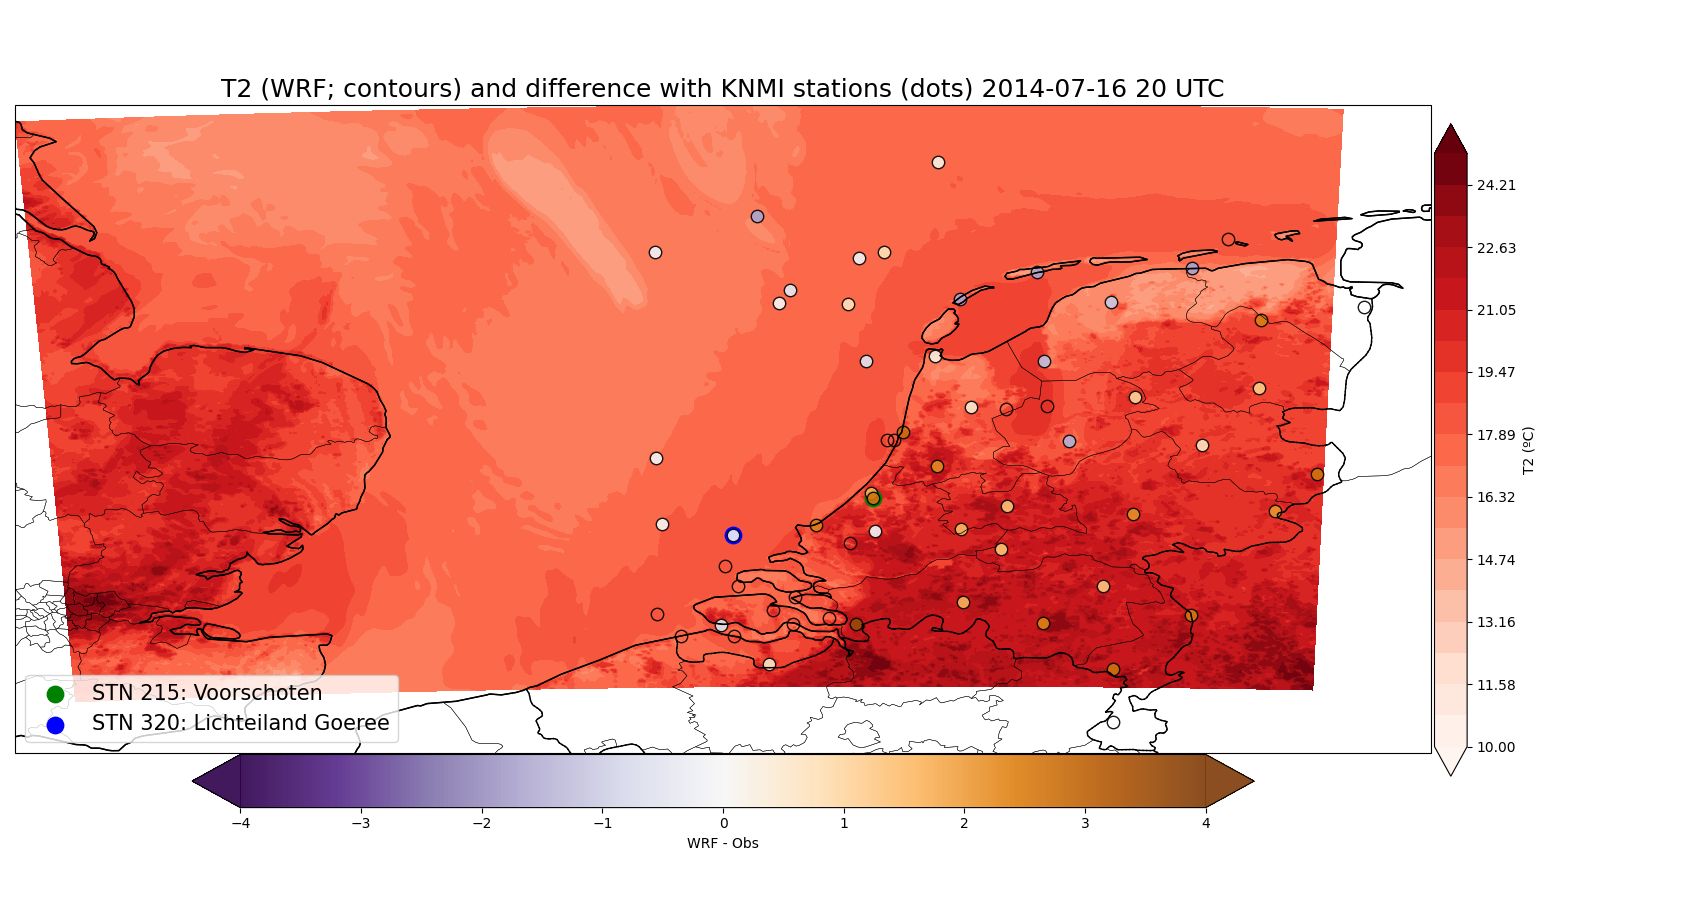 T2 (WRF; contours) and difference with KNMI stations (dots) 2014-07-16 20 UTC
24.21
22.63
21.05
19.47
17.89
16.32
14.74
13.16
11.58
10.00
T2 (ºC)
STN 215: Voorschoten
STN 320: Lichteiland Goeree
−4 −3 −2 −1 0 1 2 3 4
WRF - Obs